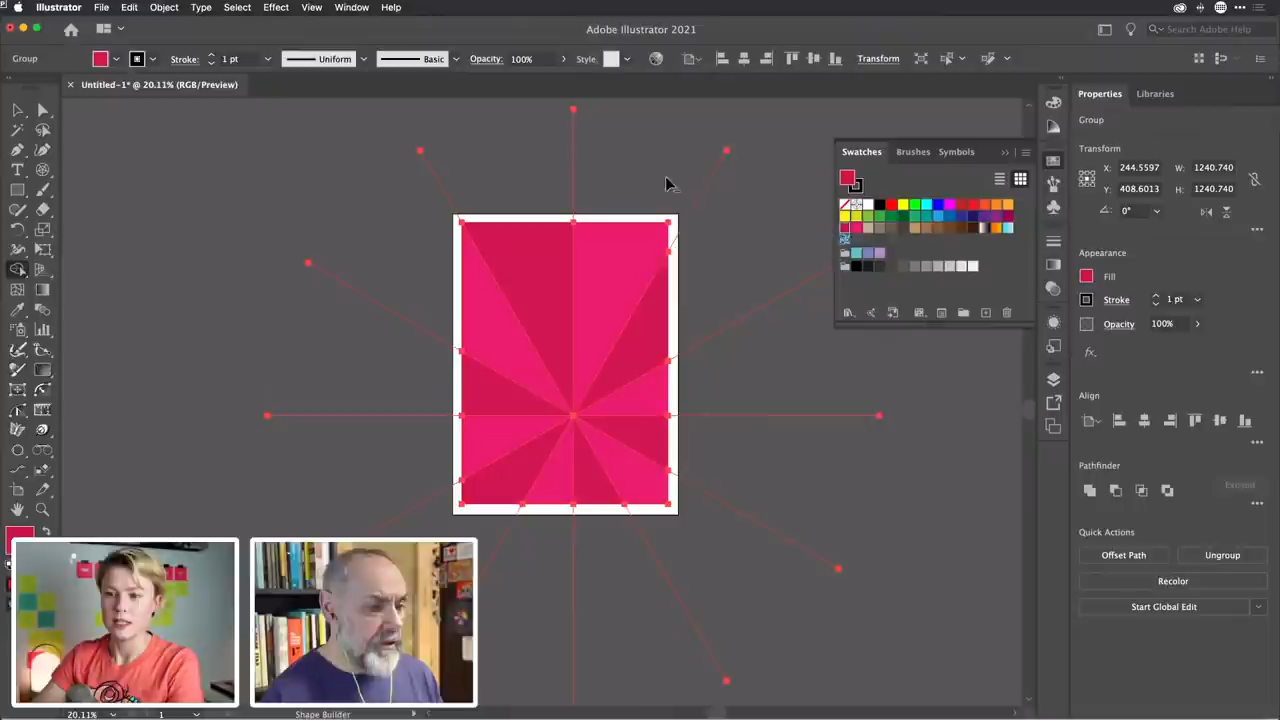 Illustrator File Edit Object Type Select Effect View Window Help
Adobe Illustrator 2021
Search Adobe Help
Group Stroke: 1 pt Uniform Basic Opacity: 100% Style: Transform
× Untitled-1* @ 20.11% (RGB/Preview)
Properties Libraries
Group
Transform
X: 244.5597 W: 1240.740
Y: 408.6013 H: 1240.740
0°
Appearance
Fill
Stroke 1 pt
Opacity 100%
fx.
Align
Pathfinder
Expand
Quick Actions
Offset Path Ungroup
Recolor
Start Global Edit
Swatches Brushes Symbols
20.11% 1 Shape Builder